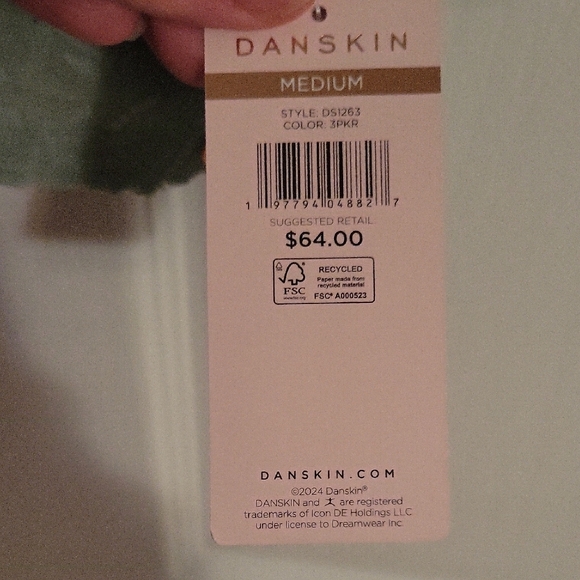 DANSKIN
MEDIUM
STYLE: DS1263
COLOR: 3PKR
1 97794 04882 7
SUGGESTED RETAIL
$64.00
FSC
RECYCLED
Paper made from
recycled material
FSC® A000523
DANSKIN.COM
©2024 Danskin®
DANSKIN and are registered
trademarks of Icon DE Holdings LLC
under license to Dreamwear Inc